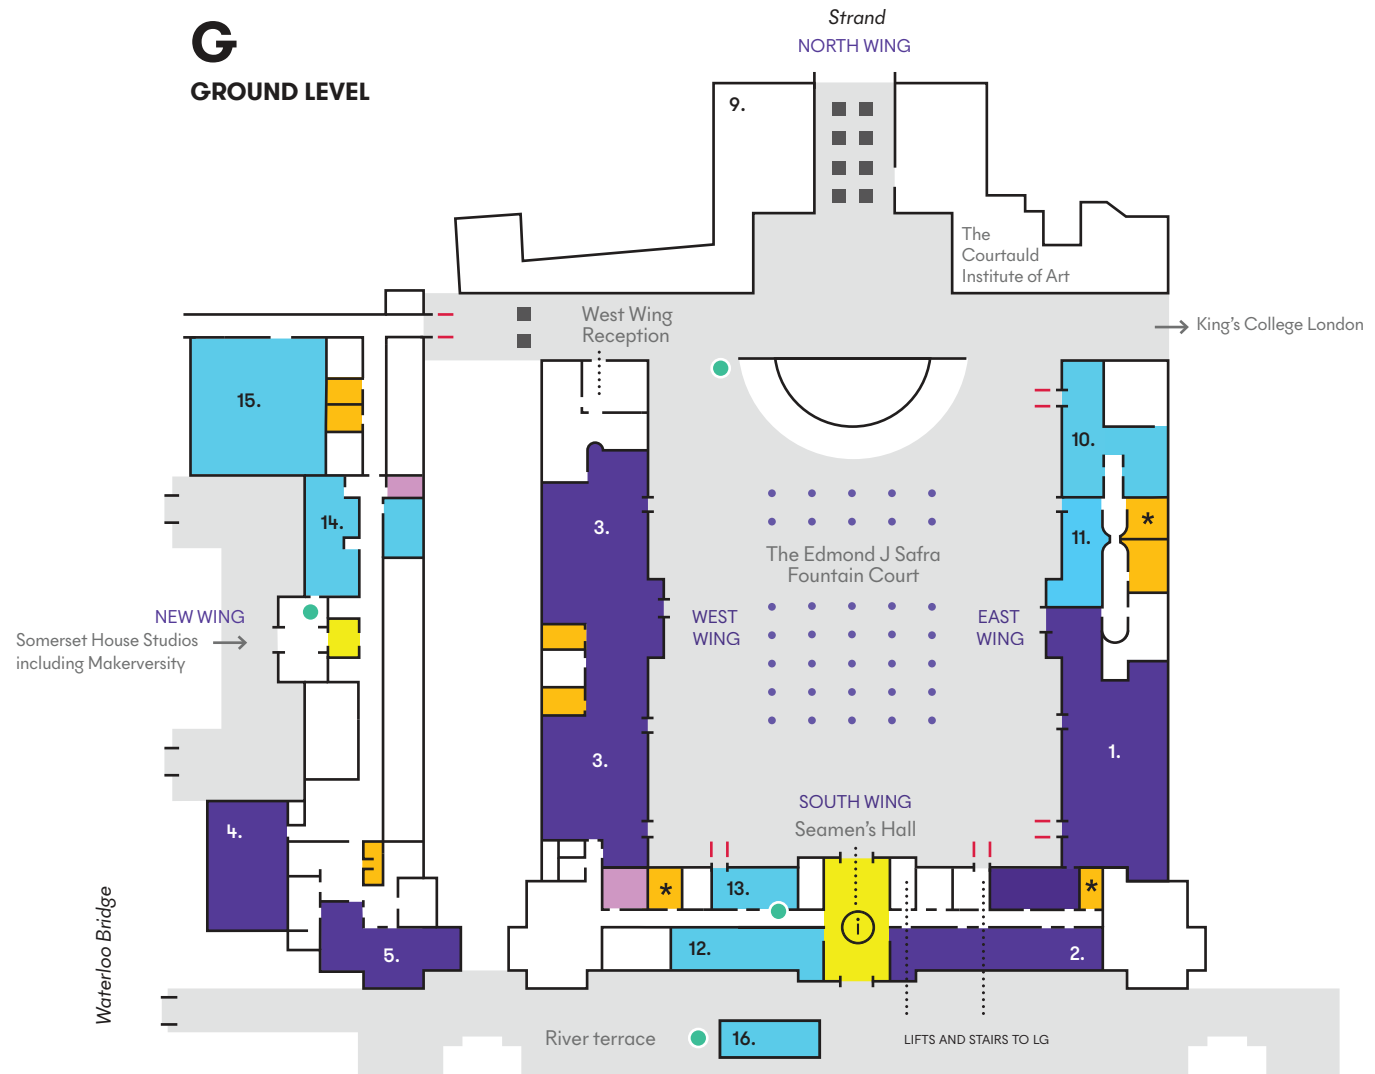 G
GROUND LEVEL
Strand
NORTH WING
9.
The
Courtauld
Institute of Art
West Wing
Reception
King's College London
15.
10.
14.
3.
*
11.
The Edmond J Safra
Fountain Court
NEW WING
Somerset House Studios
including Makerversity
WEST
WING
EAST
WING
3.
1.
SOUTH WING
Seamen's Hall
4.
*
13.
*
i
Waterloo Bridge
5.
12.
2.
River terrace
16.
LIFTS AND STAIRS TO LG